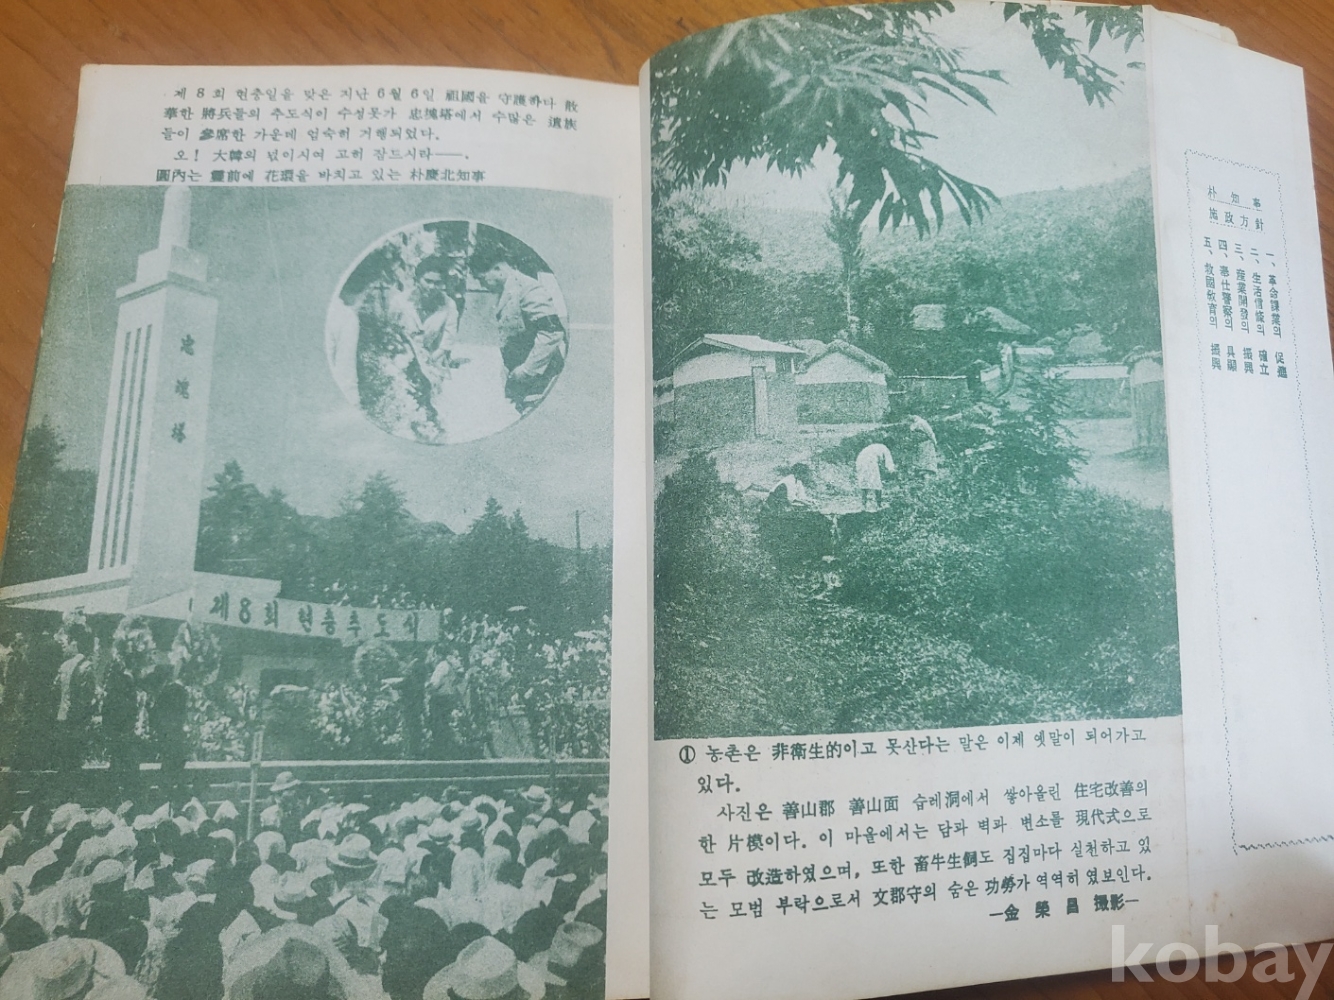 제 8 회 현충일을 맞은 지난 6월 6일 祖國을 守護하다 散
華한 將兵들의 추도식이 수성못가 忠魂塔에서 수많은 遺族
들이 參席한 가운데 엄숙히 거행되었다.
오! 大韓의 넋이시여 고히 잠드시라――.
圓內는 靈前에 花環을 바치고 있는 朴慶北知事
忠魂塔
제8회 현충추도식
① 농촌은 非衛生的이고 못산다는 말은 이제 옛말이 되어가고
있다.
사진은 善山郡 善山面 습레洞에서 쌓아올린 住宅改善의
한 片模이다. 이 마을에서는 담과 벽과 변소를 現代式으로
모두 改造하였으며, 또한 畜牛生飼도 집집마다 실천하고 있
는 모범 부락으로서 文郡守의 숨은 功勞가 역역히 엿보인다.
―金 榮 昌 撮影―
朴知事
施政方針
一、革命課業의 促進
二、生活信條의 確立
三、産業開發의 振興
四、奉仕警察의 具顯
五、救國敎育의 振興
kobay